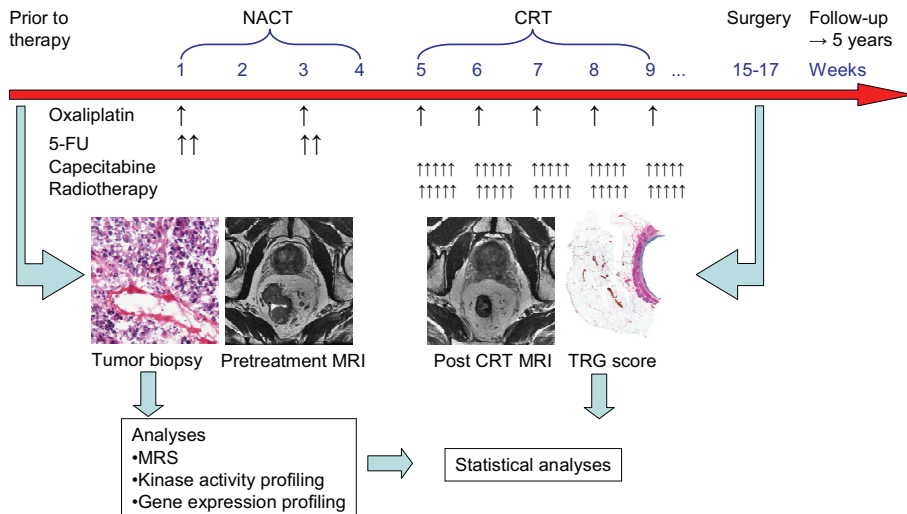 Prior to therapy
NACT
CRT
Surgery
Follow-up → 5 years
1 2 3 4 5 6 7 8 9 ... 15-17 Weeks
Oxaliplatin ↑ ↑ ↑ ↑ ↑ ↑ ↑
5-FU ↑↑ ↑↑
Capecitabine ↑↑↑↑↑ ↑↑↑↑↑ ↑↑↑↑↑ ↑↑↑↑↑ ↑↑↑↑↑
Radiotherapy ↑↑↑↑↑ ↑↑↑↑↑ ↑↑↑↑↑ ↑↑↑↑↑ ↑↑↑↑↑
Tumor biopsy
Pretreatment MRI
Post CRT MRI
TRG score
Analyses
•MRS
•Kinase activity profiling
•Gene expression profiling
Statistical analyses